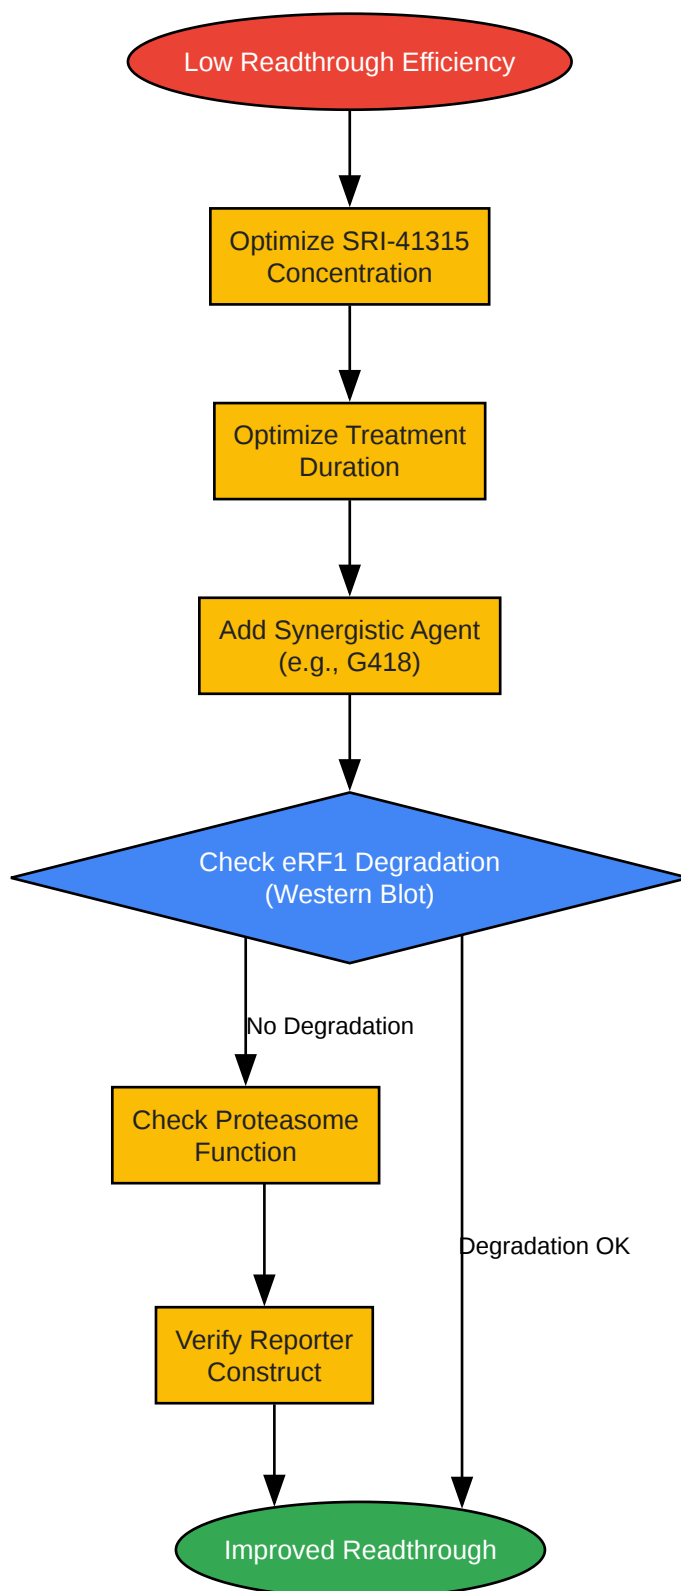 Low Readthrough Efficiency
Optimize SRI-41315
Concentration
Optimize Treatment
Duration
Add Synergistic Agent
(e.g., G418)
Check eRF1 Degradation
(Western Blot)
No Degradation
Check Proteasome
Function
Degradation OK
Verify Reporter
Construct
Improved Readthrough